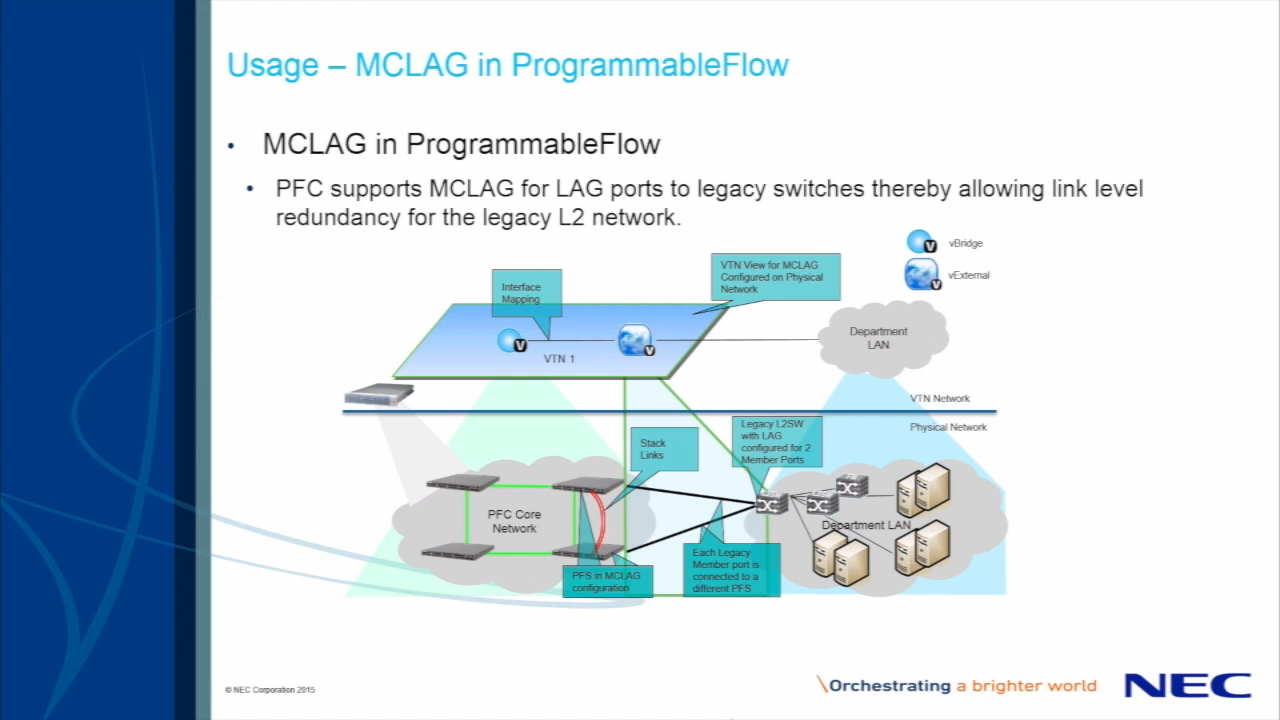 Usage – MCLAG in ProgrammableFlow
• MCLAG in ProgrammableFlow
• PFC supports MCLAG for LAG ports to legacy switches thereby allowing link level
redundancy for the legacy L2 network.
V vBridge
V vExternal
VTN View for MCLAG
Configured on Physical
Network
Interface
Mapping
V
V
VTN 1
Department
LAN
VTN Network
Physical Network
Legacy L2SW
with LAG
configured for 2
Member Ports
Stack
Links
PFC Core
Network
Department LAN
PFS in MCLAG
configuration
Each Legacy
Member port is
connected to a
different PFS
© NEC Corporation 2015
\Orchestrating a brighter world
NEC